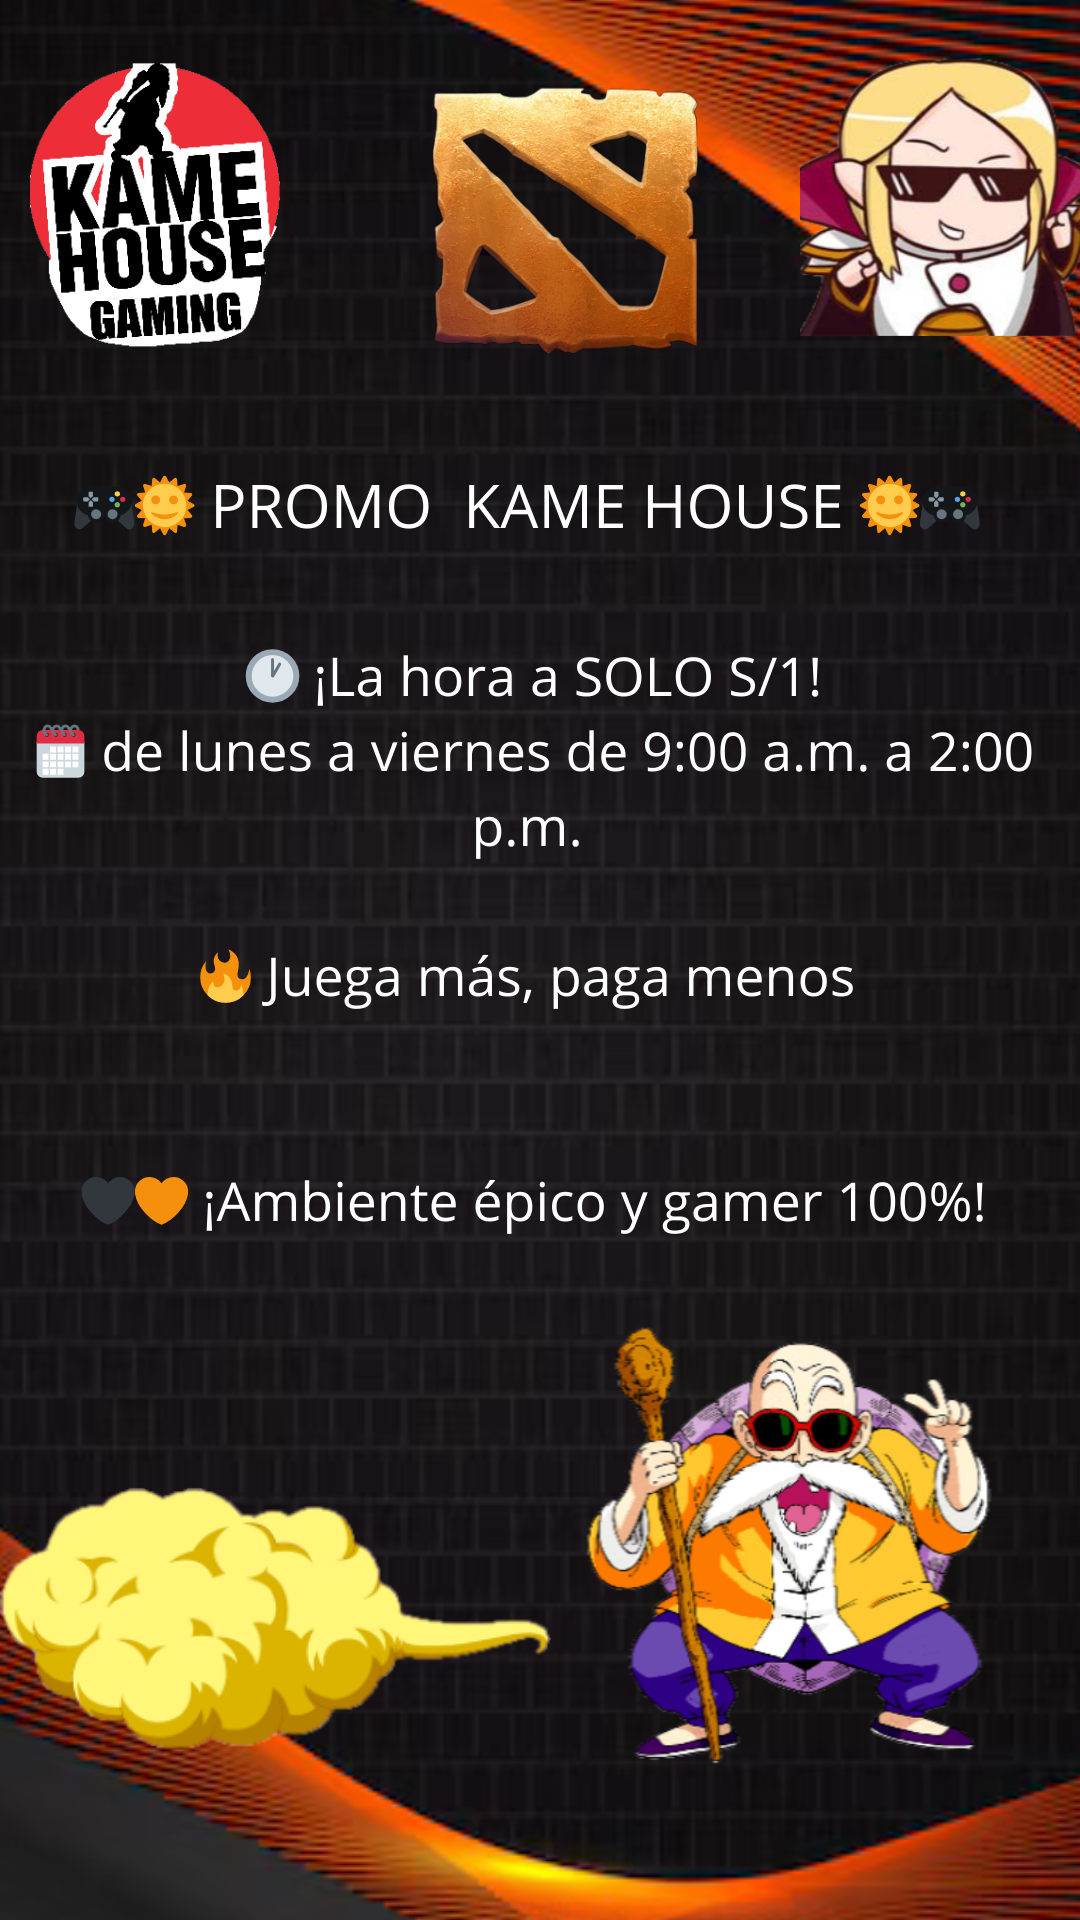 KAME
HOUSE
GAMING
🎮🌞 PROMO  KAME HOUSE 🌞🎮
🕐 ¡La hora a SOLO S/1!
🗓️ de lunes a viernes de 9:00 a.m. a 2:00
p.m.
🔥 Juega más, paga menos
🖤🧡 ¡Ambiente épico y gamer 100%!